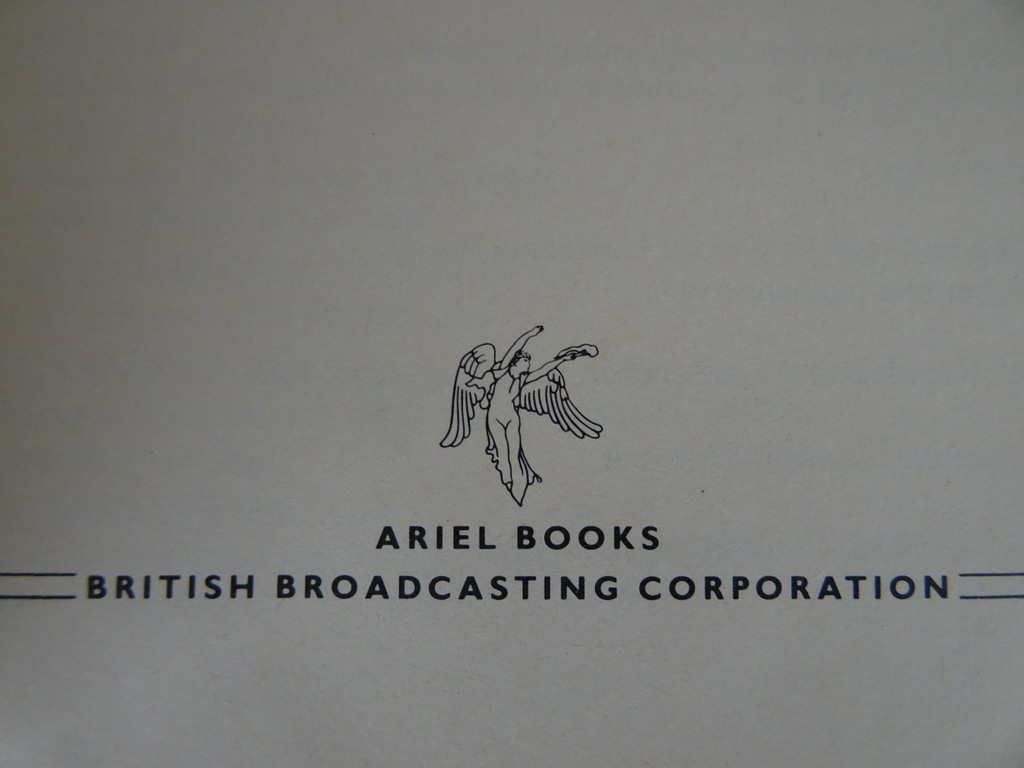 ARIEL BOOKS
BRITISH BROADCASTING CORPORATION